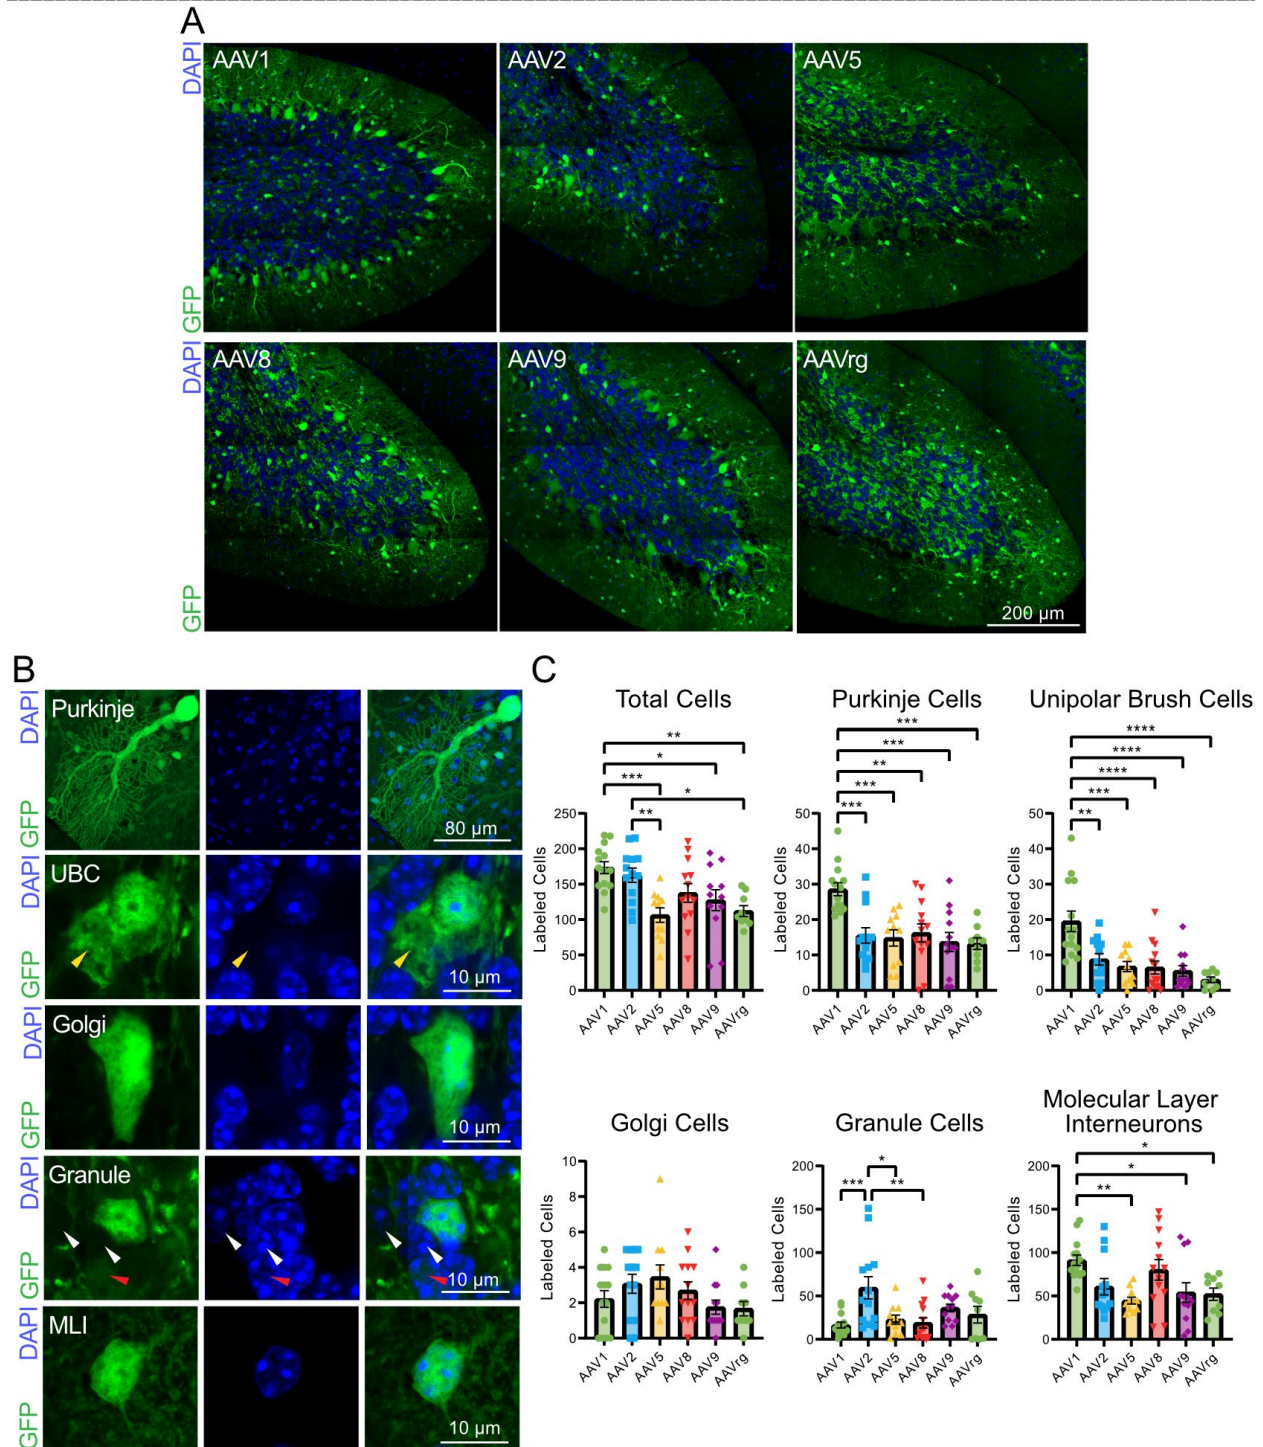 A
DAPI
GFP
AAV1
AAV2
AAV5
DAPI
GFP
AAV8
AAV9
AAVrg
200 µm
B
DAPI
GFP
Purkinje
80 µm
DAPI
GFP
UBC
10 µm
DAPI
GFP
Golgi
10 µm
DAPI
GFP
Granule
10 µm
DAPI
GFP
MLI
10 µm
C
Total Cells
**
*
***
*
**
Labeled Cells
250
200
150
100
50
0
AAV1
AAV2
AAV5
AAV8
AAV9
AAVrg
Purkinje Cells
***
***
**
***
***
Labeled Cells
50
40
30
20
10
0
AAV1
AAV2
AAV5
AAV8
AAV9
AAVrg
Unipolar Brush Cells
****
****
****
***
**
Labeled Cells
50
40
30
20
10
0
AAV1
AAV2
AAV5
AAV8
AAV9
AAVrg
Golgi Cells
Labeled Cells
10
8
6
4
2
0
AAV1
AAV2
AAV5
AAV8
AAV9
AAVrg
Granule Cells
*
***
**
Labeled Cells
200
150
100
50
0
AAV1
AAV2
AAV5
AAV8
AAV9
AAVrg
Molecular Layer
Interneurons
*
*
**
Labeled Cells
200
150
100
50
0
AAV1
AAV2
AAV5
AAV8
AAV9
AAVrg